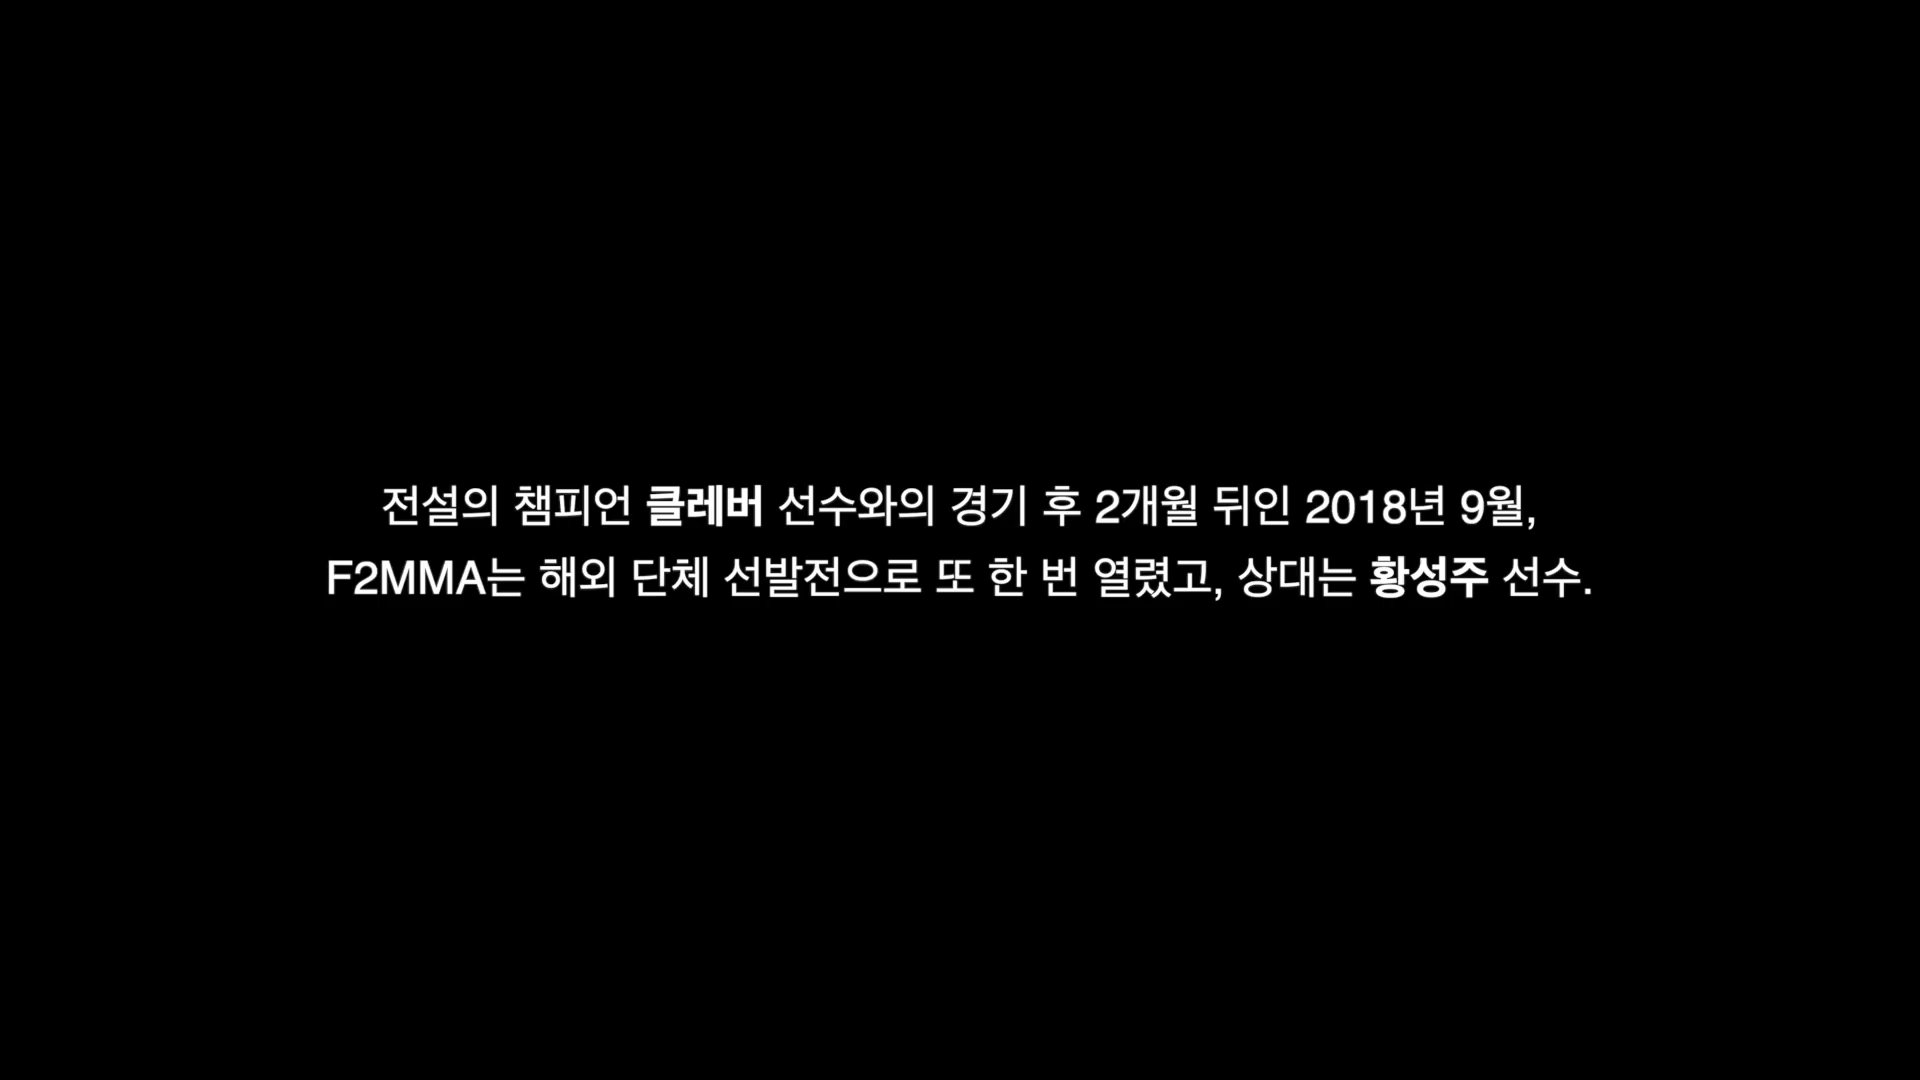 전설의 챔피언 클레버 선수와의 경기 후 2개월 뒤인 2018년 9월,
F2MMA는 해외 단체 선발전으로 또 한 번 열렸고, 상대는 황성주 선수.